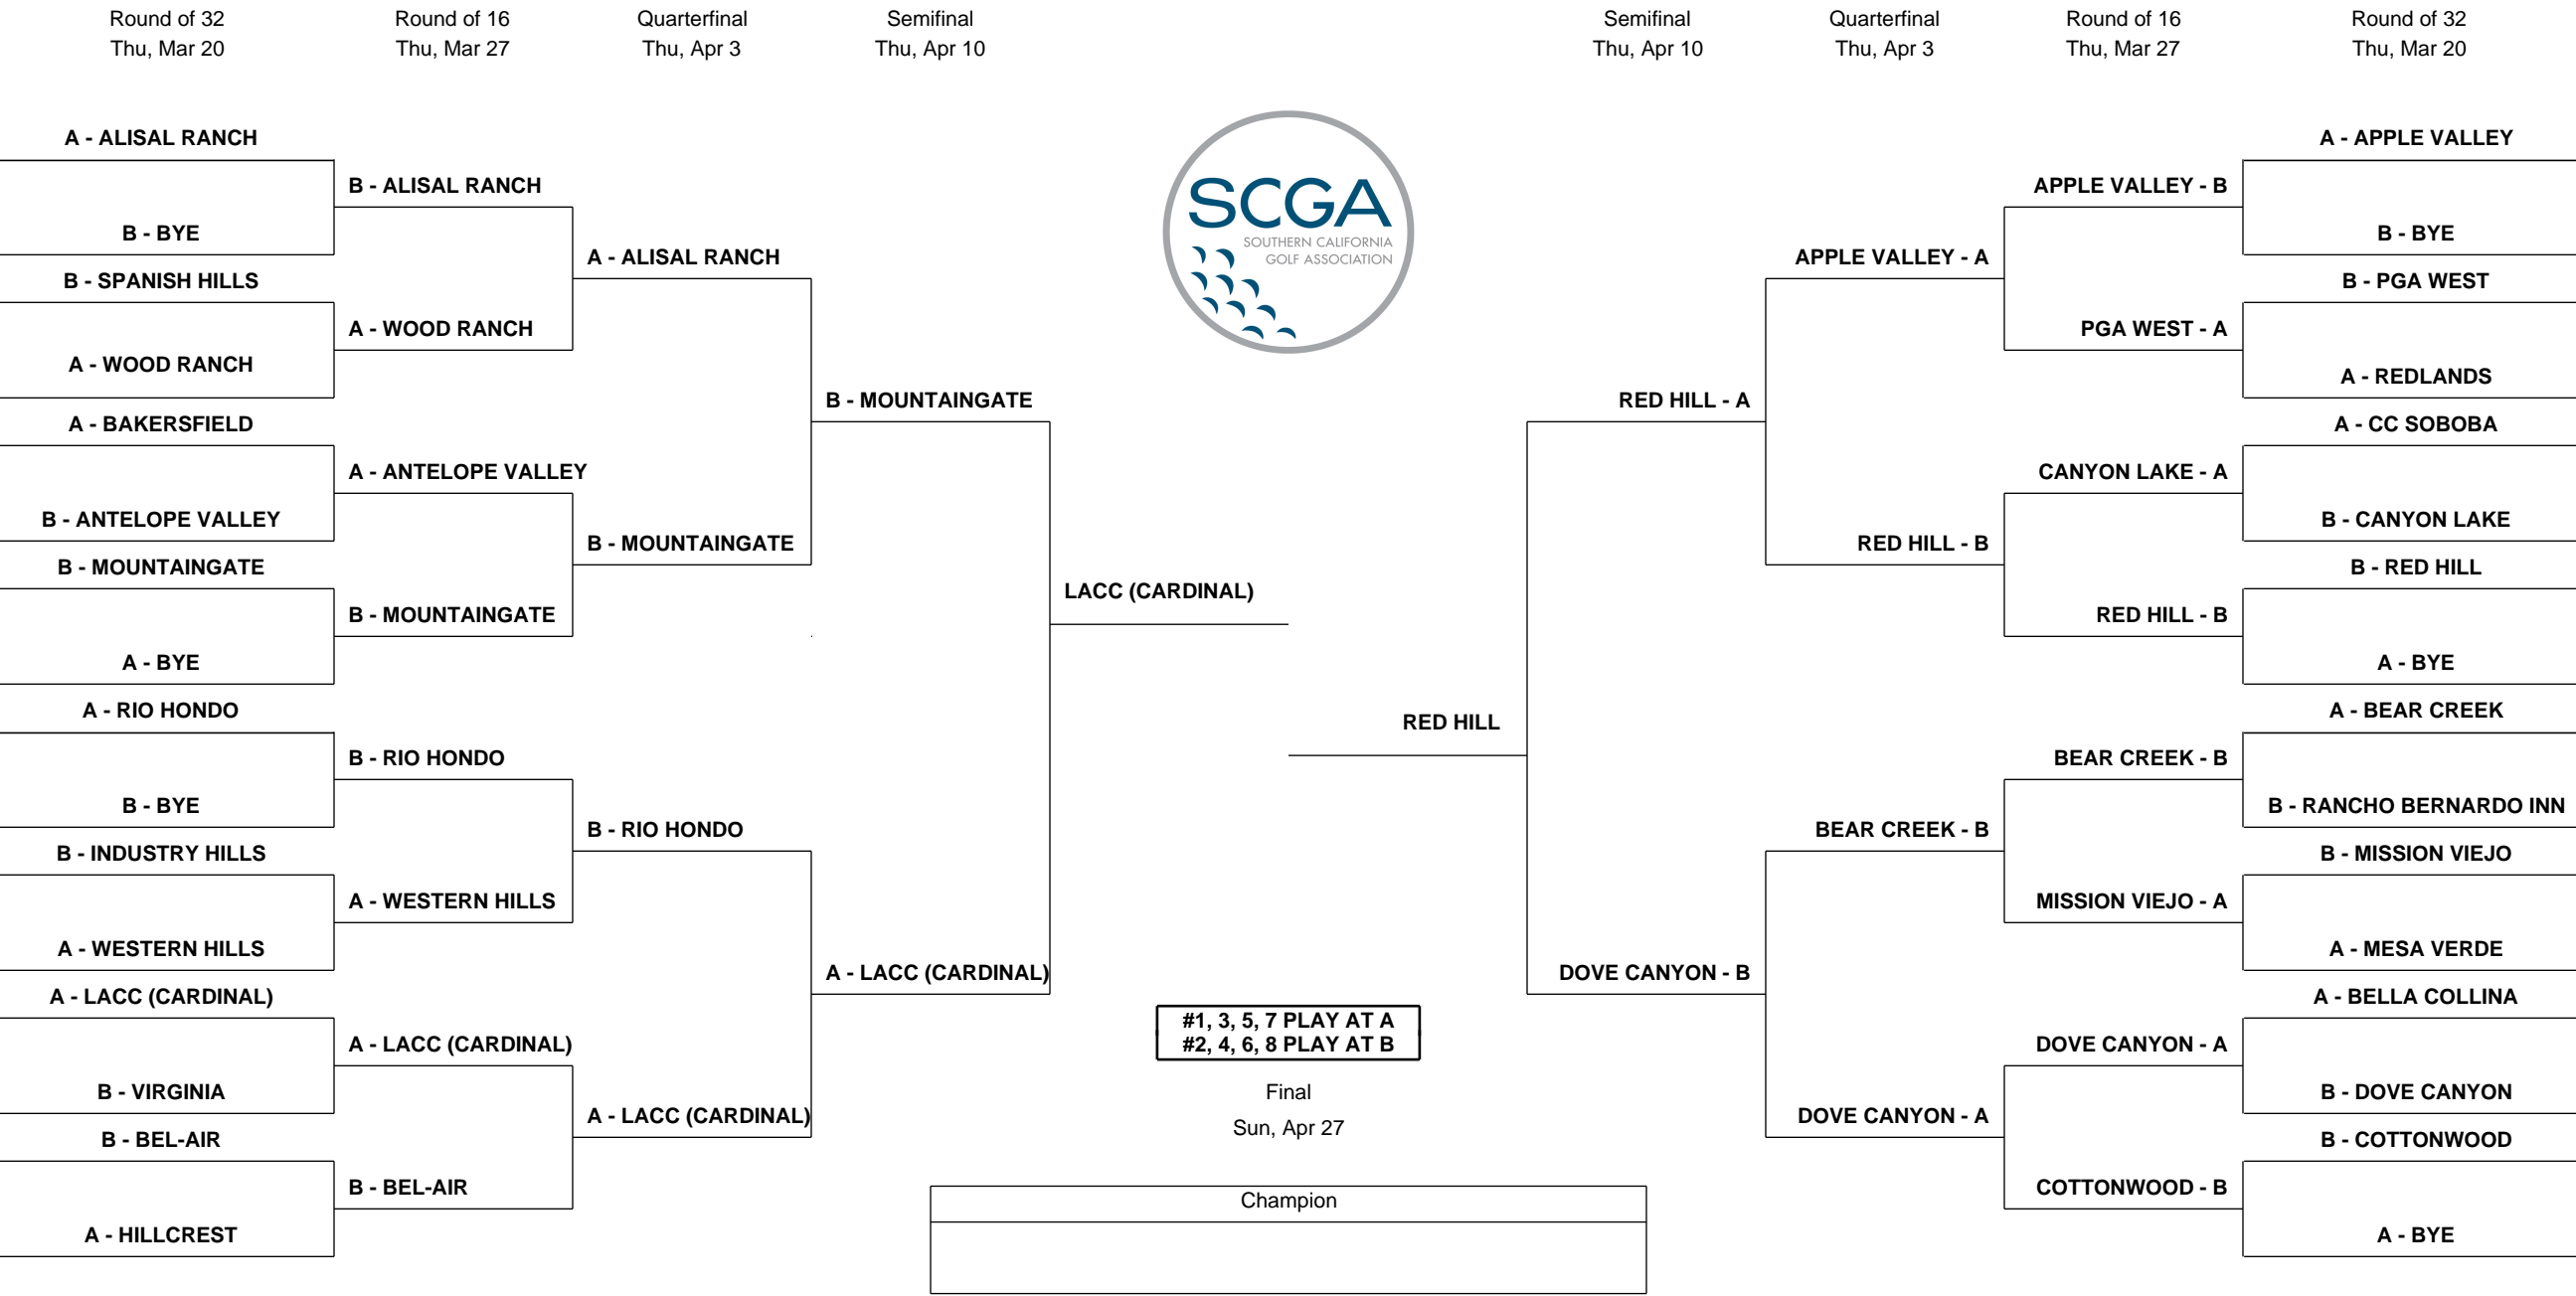 Round of 32
Thu, Mar 20
Round of 16
Thu, Mar 27
Quarterfinal
Thu, Apr 3
Semifinal
Thu, Apr 10
Semifinal
Thu, Apr 10
Quarterfinal
Thu, Apr 3
Round of 16
Thu, Mar 27
Round of 32
Thu, Mar 20
A - ALISAL RANCH
B - BYE
B - SPANISH HILLS
A - WOOD RANCH
A - BAKERSFIELD
B - ANTELOPE VALLEY
B - MOUNTAINGATE
A - BYE
A - RIO HONDO
B - BYE
B - INDUSTRY HILLS
A - WESTERN HILLS
A - LACC (CARDINAL)
B - VIRGINIA
B - BEL-AIR
A - HILLCREST
B - ALISAL RANCH
A - WOOD RANCH
A - ANTELOPE VALLEY
B - MOUNTAINGATE
B - RIO HONDO
A - WESTERN HILLS
A - LACC (CARDINAL)
B - BEL-AIR
A - ALISAL RANCH
B - MOUNTAINGATE
B - RIO HONDO
A - LACC (CARDINAL)
B - MOUNTAINGATE
A - LACC (CARDINAL)
LACC (CARDINAL)
SCGA
SOUTHERN CALIFORNIA
GOLF ASSOCIATION
RED HILL
#1, 3, 5, 7 PLAY AT A
#2, 4, 6, 8 PLAY AT B
Final
Sun, Apr 27
Champion
RED HILL - A
DOVE CANYON - B
APPLE VALLEY - A
RED HILL - B
BEAR CREEK - B
DOVE CANYON - A
APPLE VALLEY - B
PGA WEST - A
CANYON LAKE - A
RED HILL - B
BEAR CREEK - B
MISSION VIEJO - A
DOVE CANYON - A
COTTONWOOD - B
A - APPLE VALLEY
B - BYE
B - PGA WEST
A - REDLANDS
A - CC SOBOBA
B - CANYON LAKE
B - RED HILL
A - BYE
A - BEAR CREEK
B - RANCHO BERNARDO INN
B - MISSION VIEJO
A - MESA VERDE
A - BELLA COLLINA
B - DOVE CANYON
B - COTTONWOOD
A - BYE